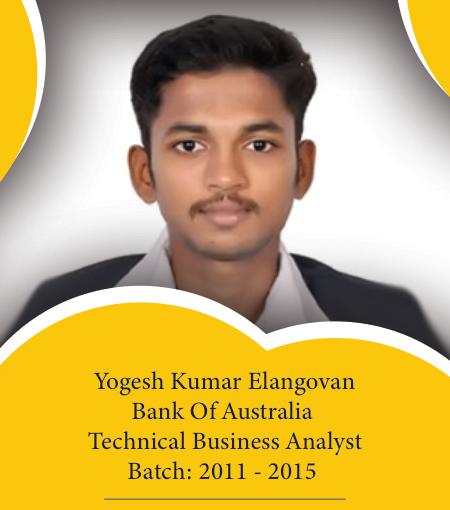 Yogesh Kumar Elangovan
Bank Of Australia
Technical Business Analyst
Batch: 2011 - 2015